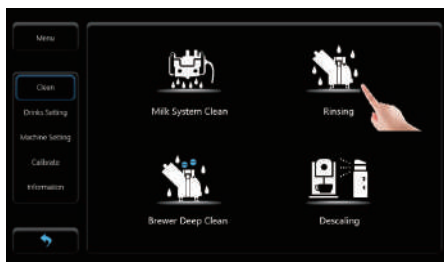 Menu
Clean
Drinks Setting
Machine Setting
Calibrate
Information
Milk System Clean
Rinsing
Brewer Deep Clean
Descaling